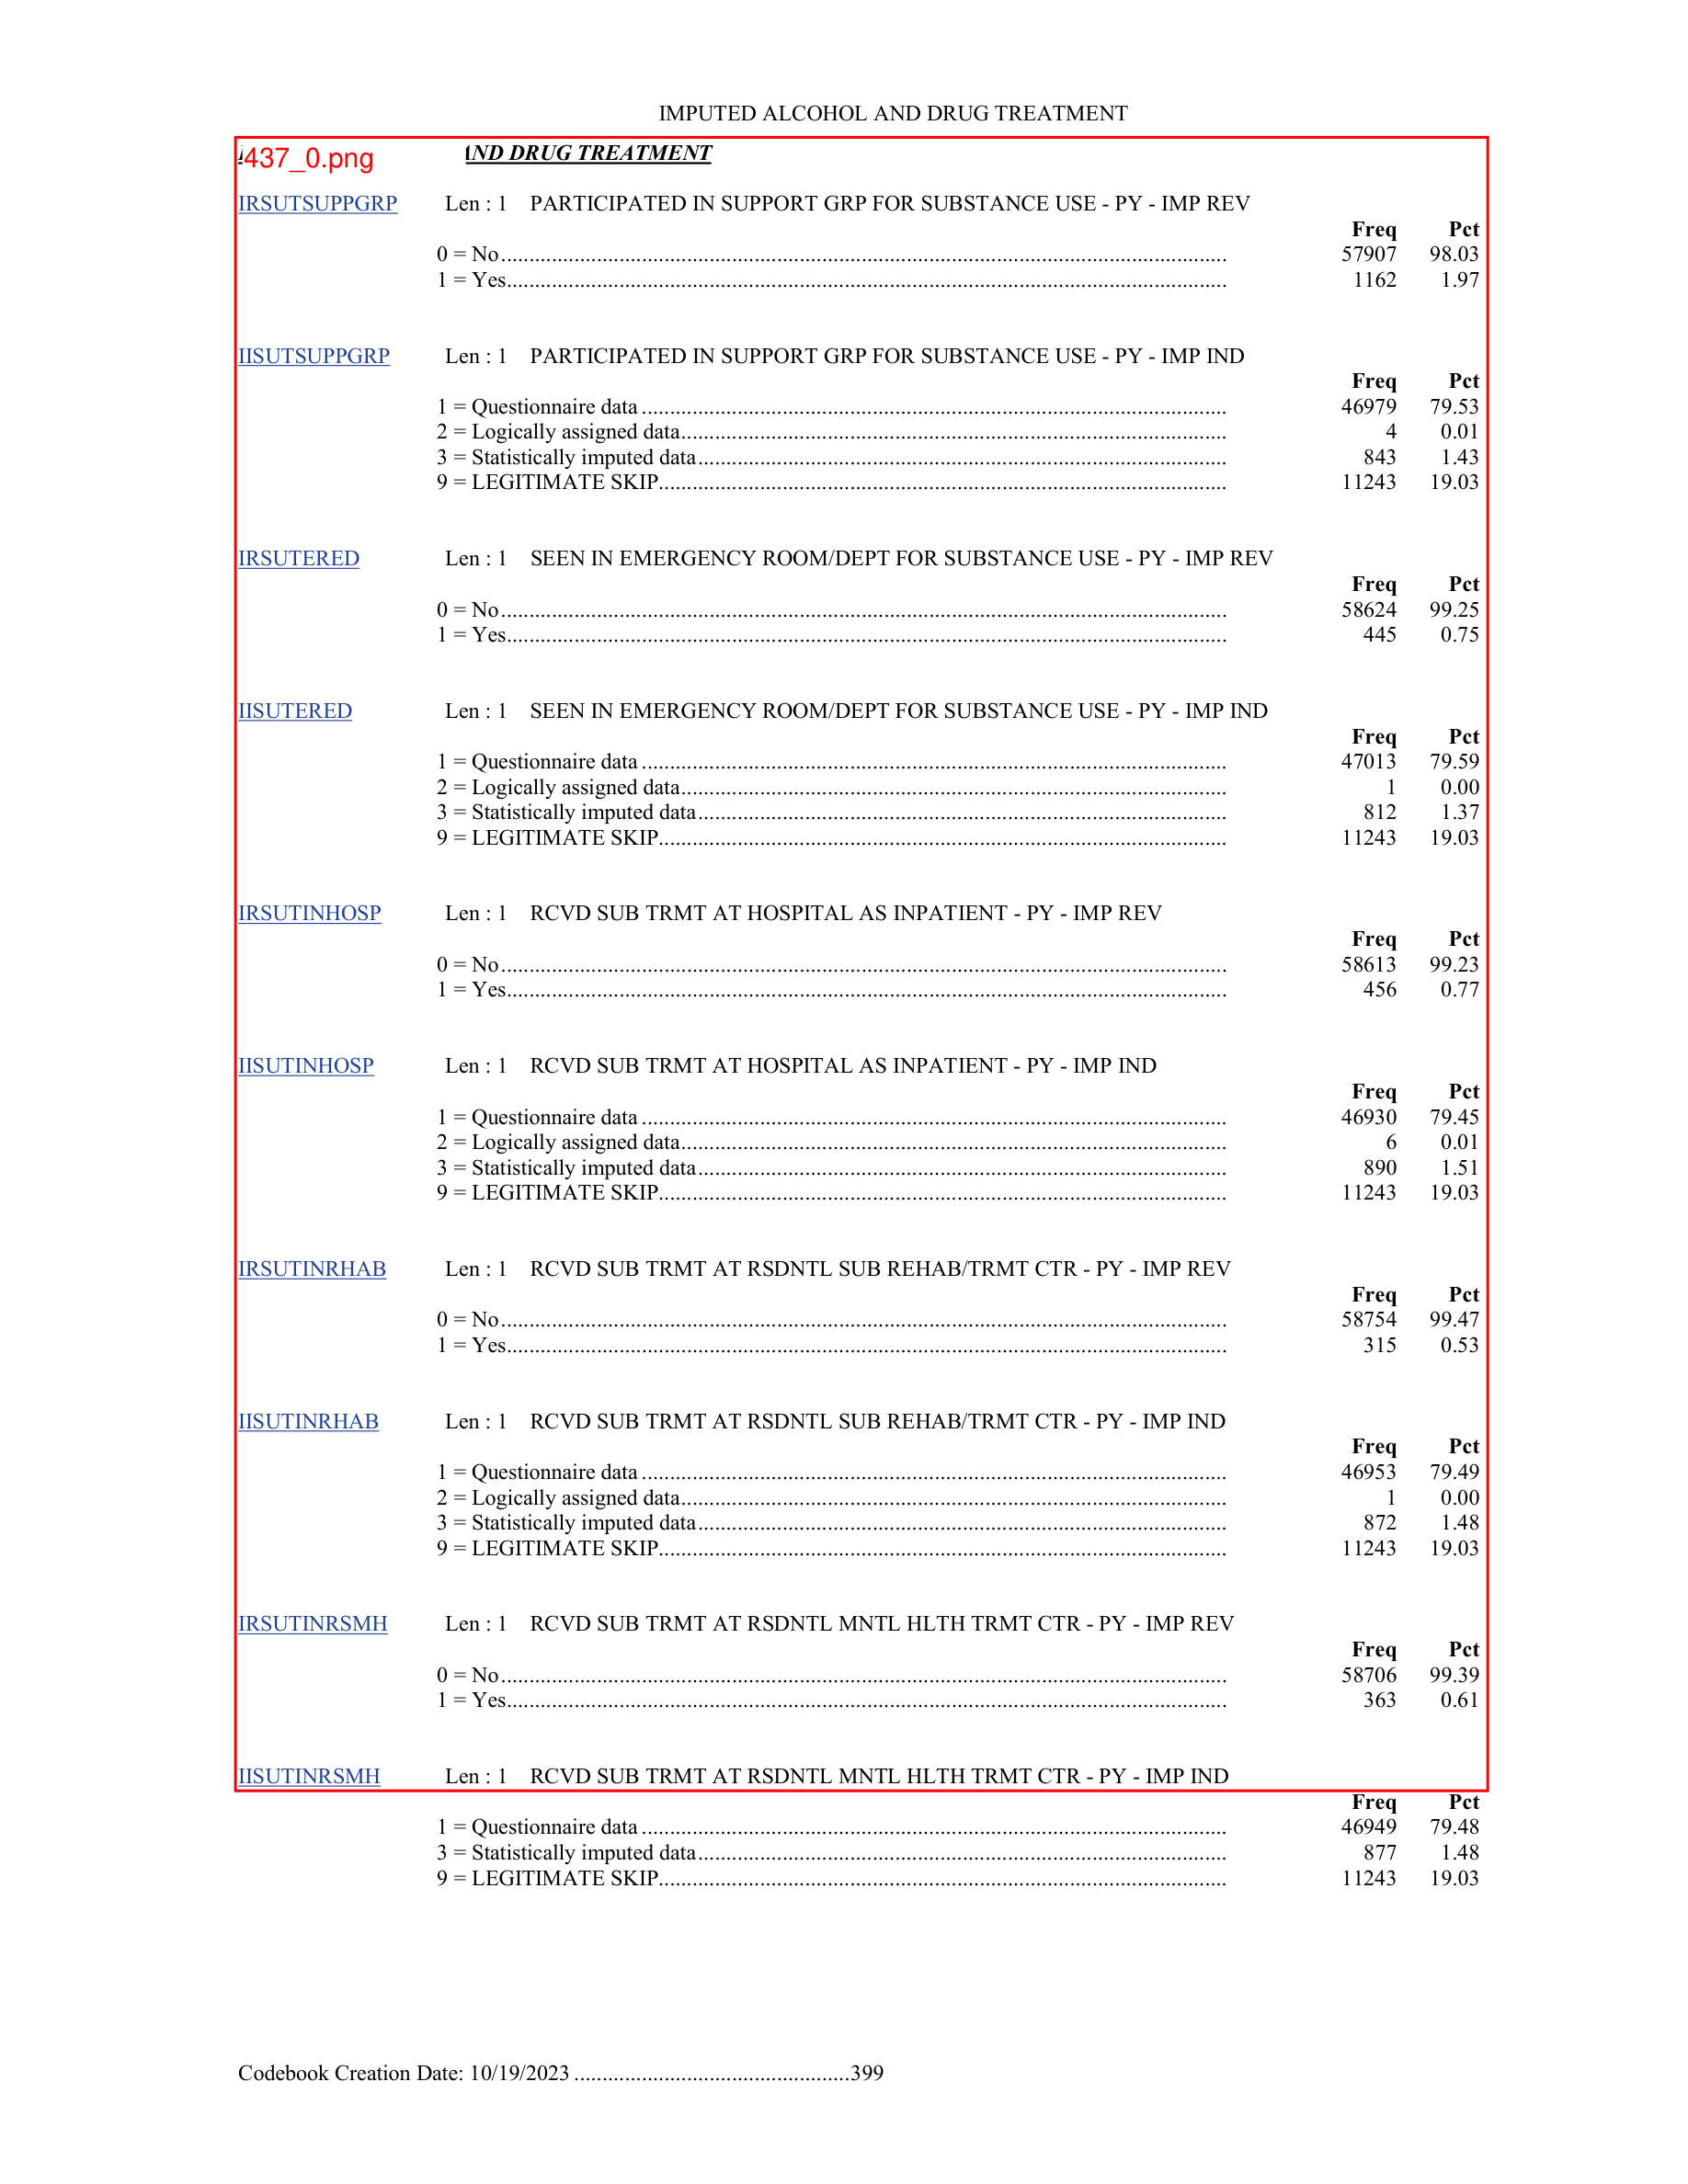 IMPUTED ALCOHOL AND DRUG TREATMENT
437_0.png AND DRUG TREATMENT
IRSUTSUPPGRP Len : 1 PARTICIPATED IN SUPPORT GRP FOR SUBSTANCE USE - PY - IMP REV
Freq Pct
0 = No 57907 98.03
1 = Yes 1162 1.97
IISUTSUPPGRP Len : 1 PARTICIPATED IN SUPPORT GRP FOR SUBSTANCE USE - PY - IMP IND
Freq Pct
1 = Questionnaire data 46979 79.53
2 = Logically assigned data 4 0.01
3 = Statistically imputed data 843 1.43
9 = LEGITIMATE SKIP 11243 19.03
IRSUTERED Len : 1 SEEN IN EMERGENCY ROOM/DEPT FOR SUBSTANCE USE - PY - IMP REV
Freq Pct
0 = No 58624 99.25
1 = Yes 445 0.75
IISUTERED Len : 1 SEEN IN EMERGENCY ROOM/DEPT FOR SUBSTANCE USE - PY - IMP IND
Freq Pct
1 = Questionnaire data 47013 79.59
2 = Logically assigned data 1 0.00
3 = Statistically imputed data 812 1.37
9 = LEGITIMATE SKIP 11243 19.03
IRSUTINHOSP Len : 1 RCVD SUB TRMT AT HOSPITAL AS INPATIENT - PY - IMP REV
Freq Pct
0 = No 58613 99.23
1 = Yes 456 0.77
IISUTINHOSP Len : 1 RCVD SUB TRMT AT HOSPITAL AS INPATIENT - PY - IMP IND
Freq Pct
1 = Questionnaire data 46930 79.45
2 = Logically assigned data 6 0.01
3 = Statistically imputed data 890 1.51
9 = LEGITIMATE SKIP 11243 19.03
IRSUTINRHAB Len : 1 RCVD SUB TRMT AT RSDNTL SUB REHAB/TRMT CTR - PY - IMP REV
Freq Pct
0 = No 58754 99.47
1 = Yes 315 0.53
IISUTINRHAB Len : 1 RCVD SUB TRMT AT RSDNTL SUB REHAB/TRMT CTR - PY - IMP IND
Freq Pct
1 = Questionnaire data 46953 79.49
2 = Logically assigned data 1 0.00
3 = Statistically imputed data 872 1.48
9 = LEGITIMATE SKIP 11243 19.03
IRSUTINRSMH Len : 1 RCVD SUB TRMT AT RSDNTL MNTL HLTH TRMT CTR - PY - IMP REV
Freq Pct
0 = No 58706 99.39
1 = Yes 363 0.61
IISUTINRSMH Len : 1 RCVD SUB TRMT AT RSDNTL MNTL HLTH TRMT CTR - PY - IMP IND
Freq Pct
1 = Questionnaire data 46949 79.48
3 = Statistically imputed data 877 1.48
9 = LEGITIMATE SKIP 11243 19.03
Codebook Creation Date: 10/19/2023 399